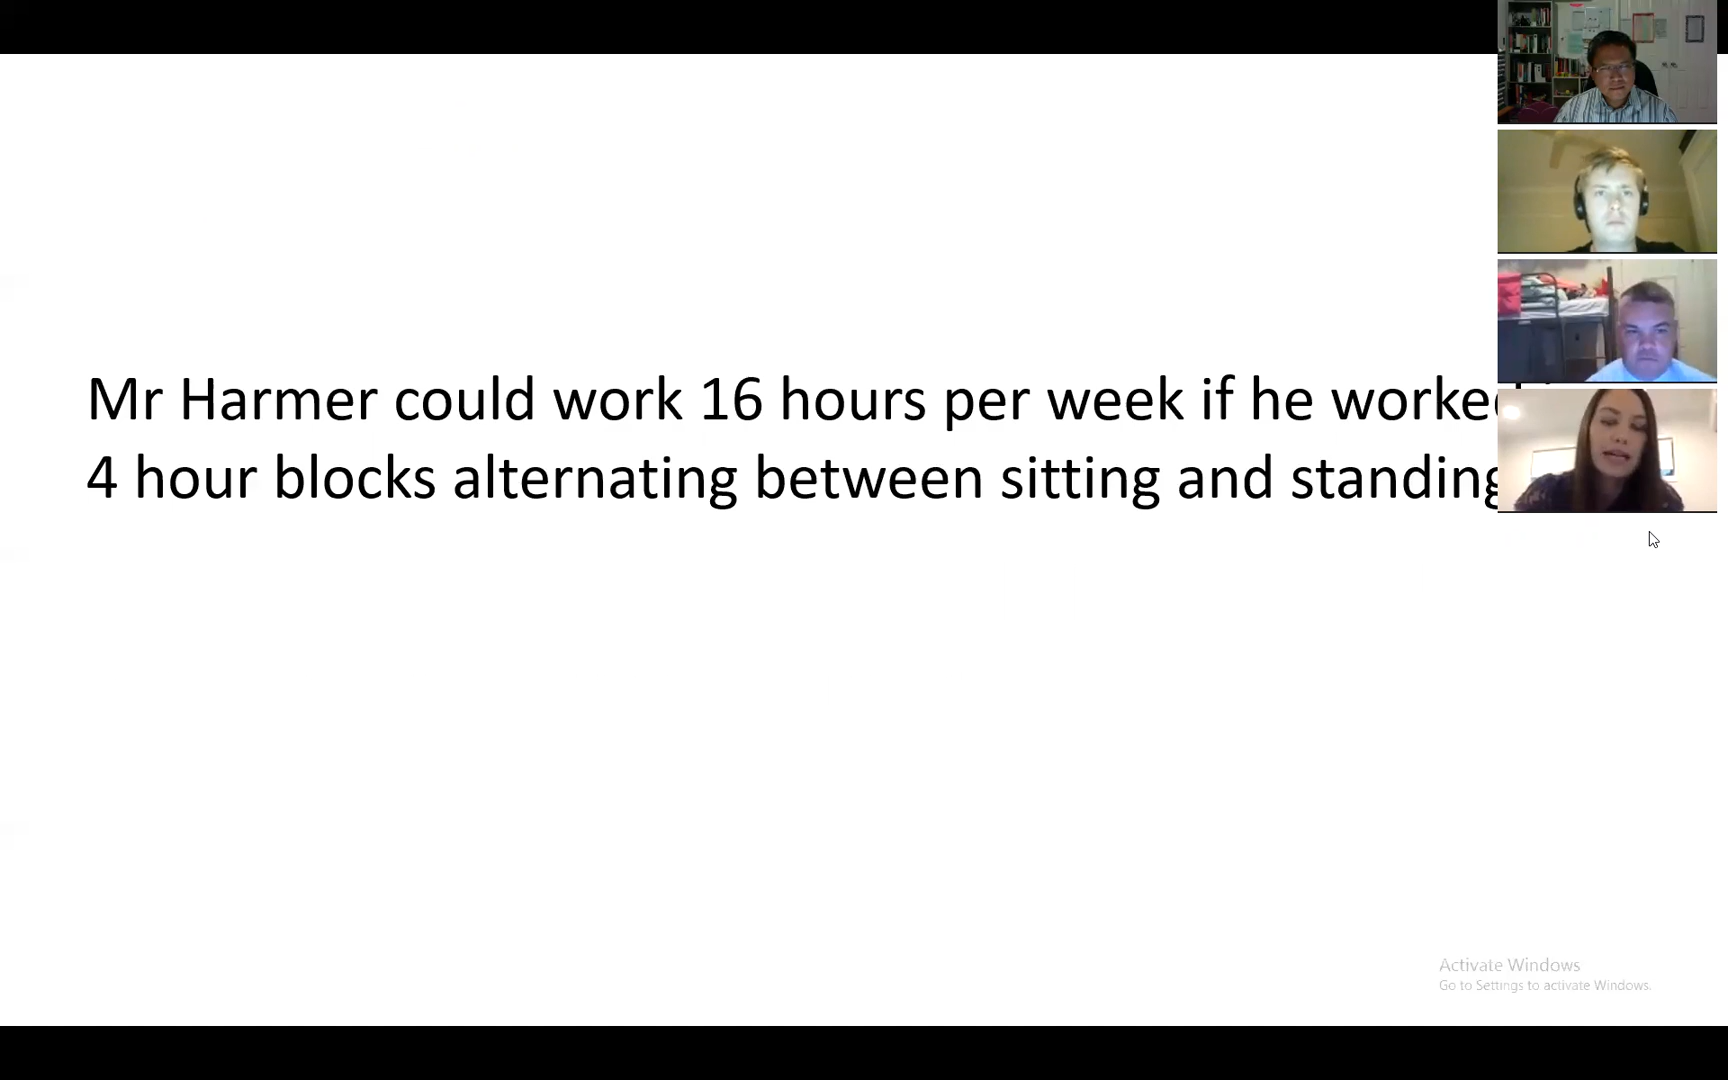 Mr Harmer could work 16 hours per week if he worke
4 hour blocks alternating between sitting and standing
Activate Windows
Go to Settings to activate Windows.